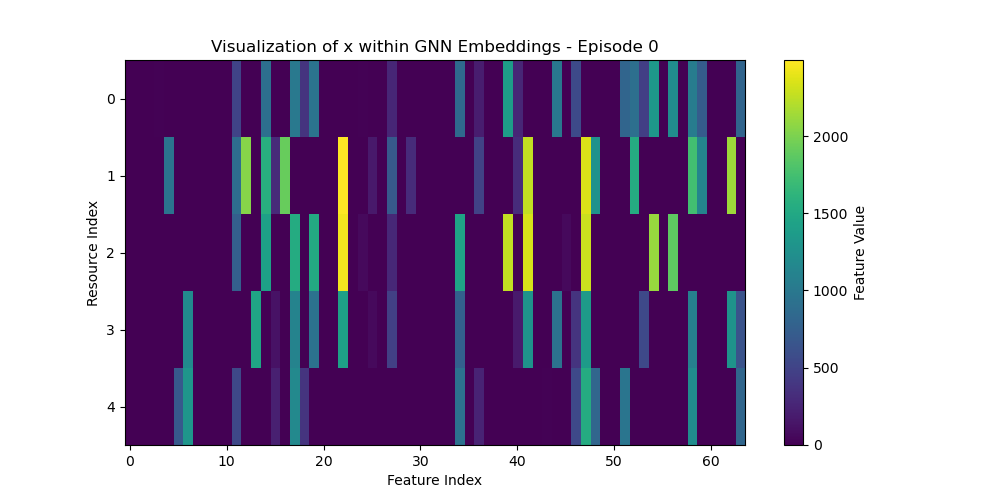 Visualization of x within GNN Embeddings - Episode 0
Resource Index
0
1
2
3
4
0 10 20 30 40 50 60
Feature Index
2000
1500
1000
500
0
Feature Value